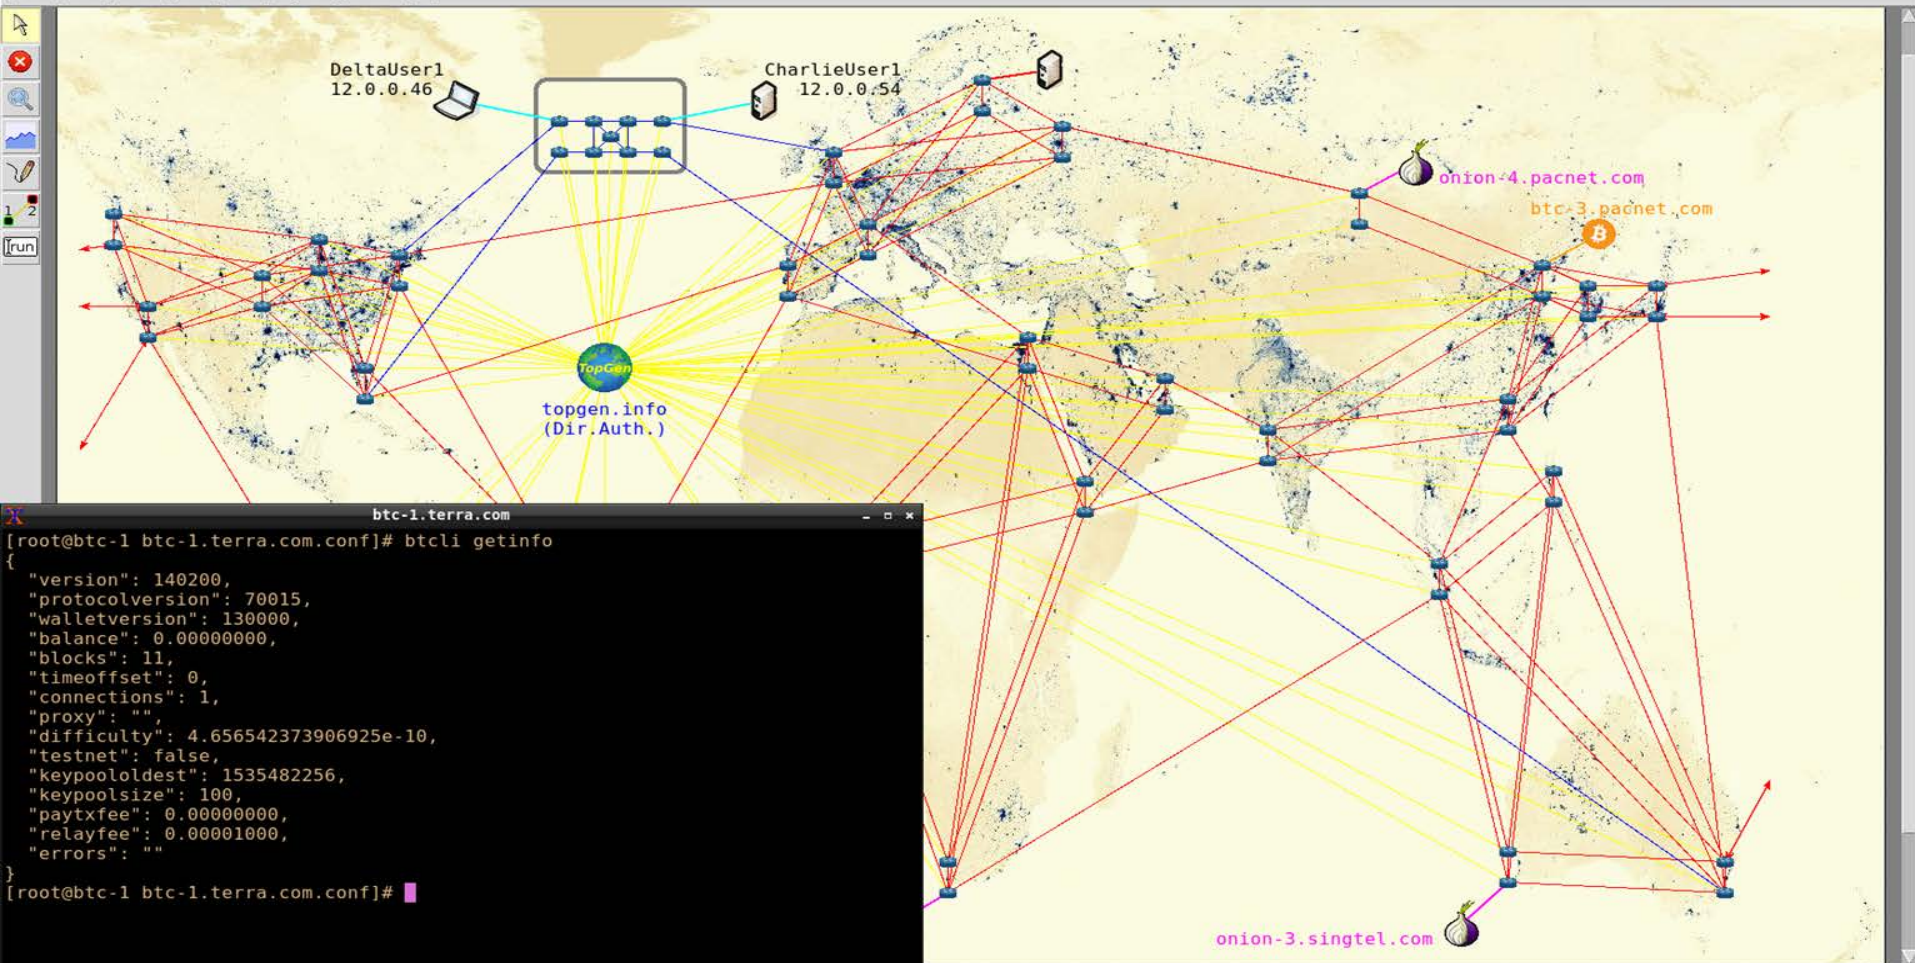 DeltaUser1
12.0.0.46
CharlieUser1
12.0.0.54
onion-4.pacnet.com
btc-3.pacnet.com
1 2
run
TopGen
topgen.info
(Dir.Auth.)
btc-1.terra.com
[root@btc-1 btc-1.terra.com.conf]# btcli getinfo
{
"version": 140200,
"protocolversion": 70015,
"walletversion": 130000,
"balance": 0.00000000,
"blocks": 11,
"timeoffset": 0,
"connections": 1,
"proxy": "",
"difficulty": 4.656542373906925e-10,
"testnet": false,
"keypoololdest": 1535482256,
"keypoolsize": 100,
"paytxfee": 0.00000000,
"relayfee": 0.00001000,
"errors": ""
}
[root@btc-1 btc-1.terra.com.conf]#
onion-3.singtel.com